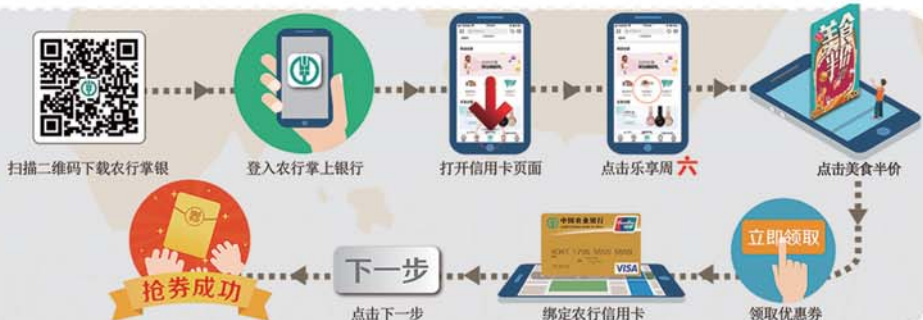 扫描二维码下载农行掌银
登入农行掌上银行
打开信用卡页面
点击乐享周六
美食
半价
点击美食半价
立即领取
领取优惠券
中国农业银行
VISA
绑定农行信用卡
下一步
点击下一步
抢券成功